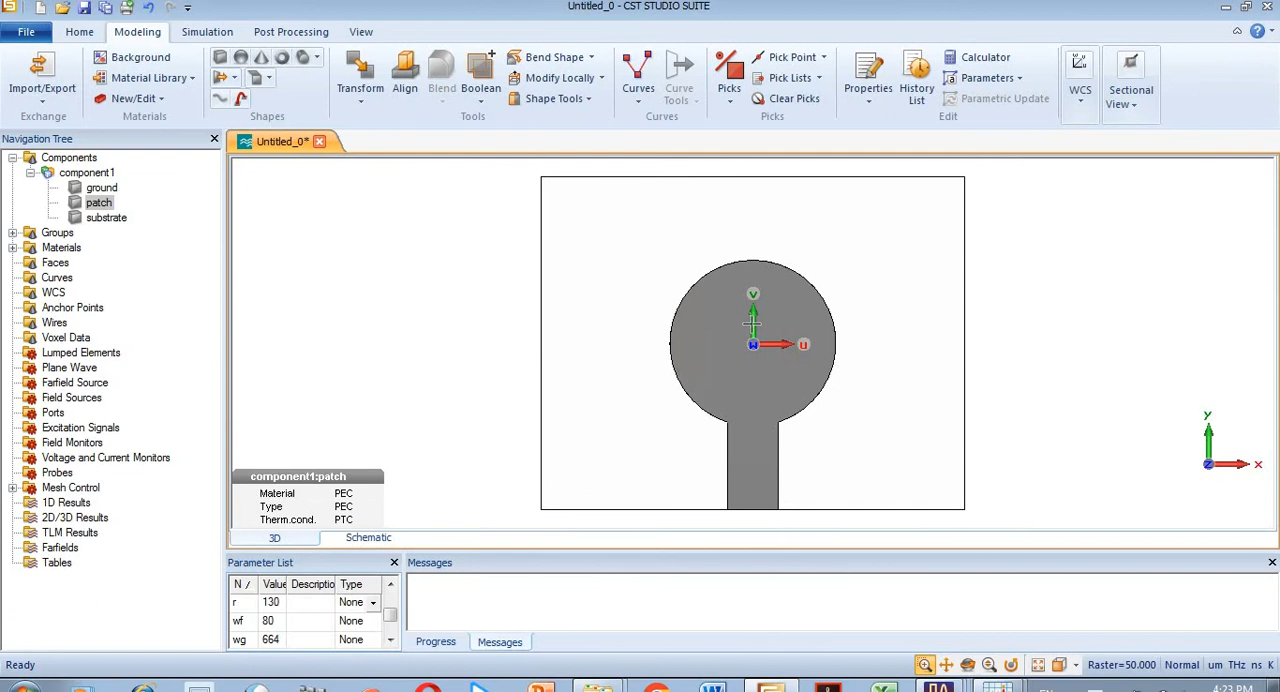 Untitled_0 - CST STUDIO SUITE
File Home Modeling Simulation Post Processing View
Import/Export
Exchange
Background
Material Library
New/Edit
Materials
Shapes
Transform
Align
Blend
Boolean
Bend Shape
Modify Locally
Shape Tools
Tools
Curves
Curve Tools
Curves
Picks
Pick Point
Pick Lists
Clear Picks
Picks
Properties
History List
Calculator
Parameters
Parametric Update
Edit
WCS
Sectional View
Navigation Tree
Untitled_0*
Components
component1
ground
patch
substrate
Groups
Materials
Faces
Curves
WCS
Anchor Points
Wires
Voxel Data
Lumped Elements
Plane Wave
Farfield Source
Field Sources
Ports
Excitation Signals
Field Monitors
Voltage and Current Monitors
Probes
Mesh Control
1D Results
2D/3D Results
TLM Results
Farfields
Tables
v
w u
y
z x
component1:patch
Material PEC
Type PEC
Therm.cond. PTC
3D Schematic
Parameter List
N / Value Descriptio Type
r 130 None
wf 80 None
wg 664 None
Messages
Progress Messages
Ready
Raster=50.000 Normal um THz ns K
EN 4:23 PM